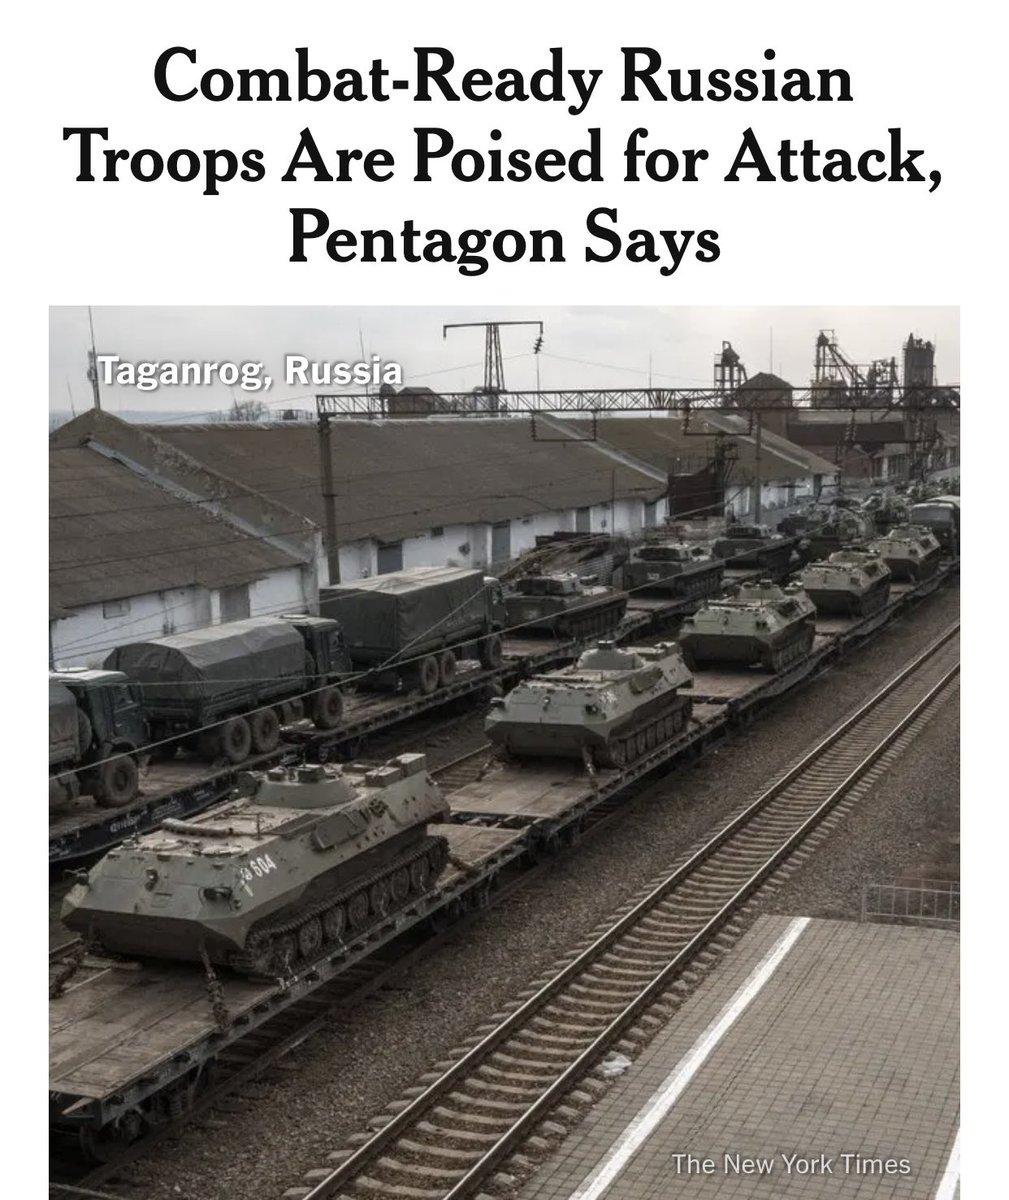 Combat-Ready Russian
Troops Are Poised for Attack,
Pentagon Says
Taganrog, Russia
604
The New York Times